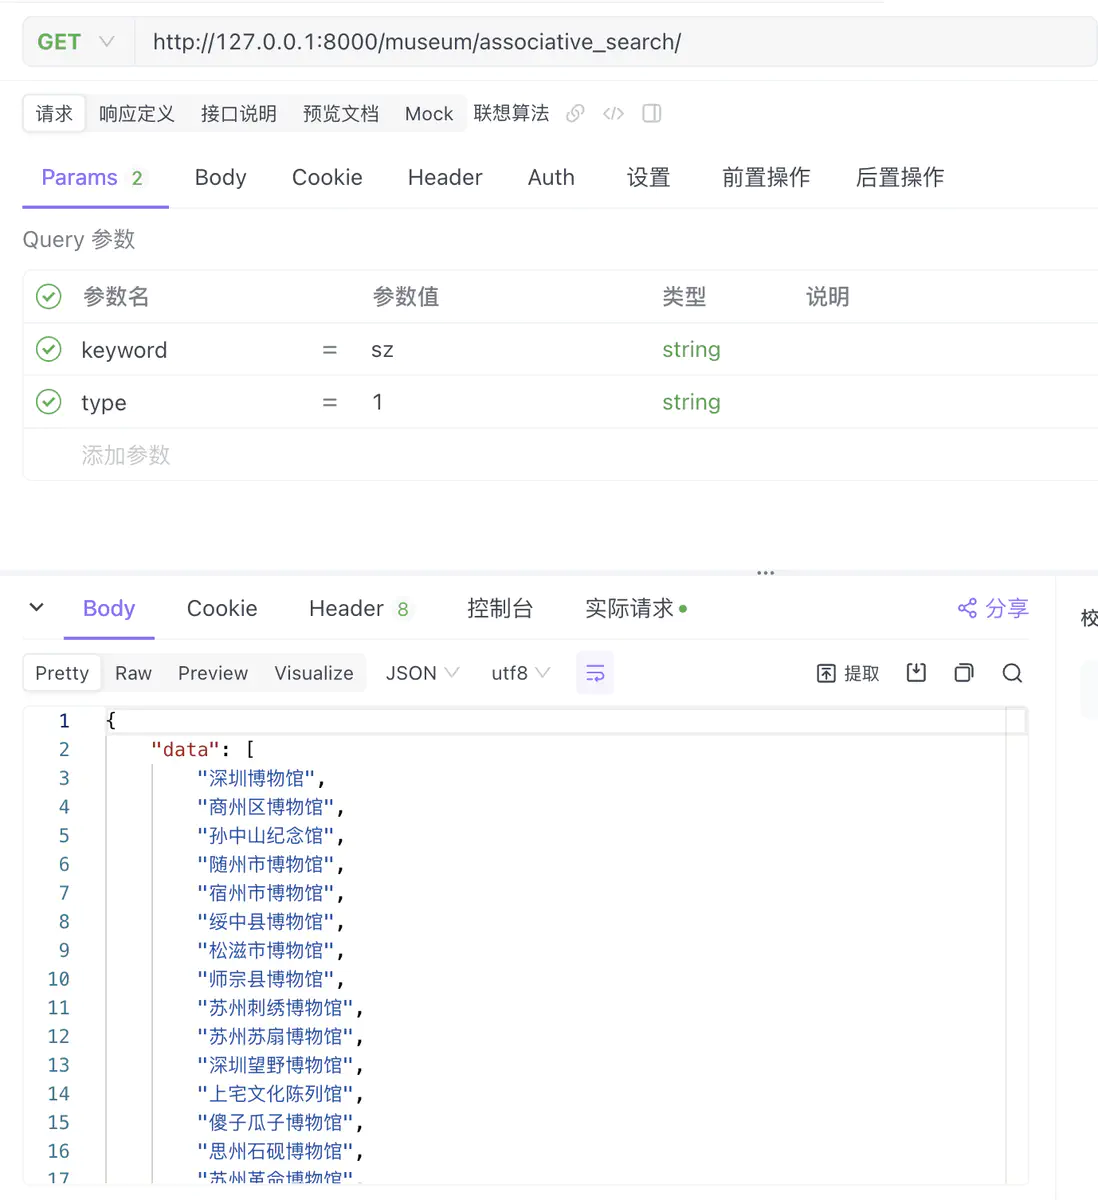 GET http://127.0.0.1:8000/museum/associative_search/
请求 响应定义 接口说明 预览文档 Mock 联想算法
Params 2 Body Cookie Header Auth 设置 前置操作 后置操作
Query 参数
参数名 参数值 类型 说明
keyword = sz string
type = 1 string
添加参数
Body Cookie Header 8 控制台 实际请求 分享
校
Pretty Raw Preview Visualize JSON utf8 提取
1 {
2 "data": [
3 "深圳博物馆",
4 "商州区博物馆",
5 "孙中山纪念馆",
6 "随州市博物馆",
7 "宿州市博物馆",
8 "绥中县博物馆",
9 "松滋市博物馆",
10 "师宗县博物馆",
11 "苏州刺绣博物馆",
12 "苏州苏扇博物馆",
13 "深圳望野博物馆",
14 "上宅文化陈列馆",
15 "傻子瓜子博物馆",
16 "思州石砚博物馆",
17 "苏州革命博物馆",